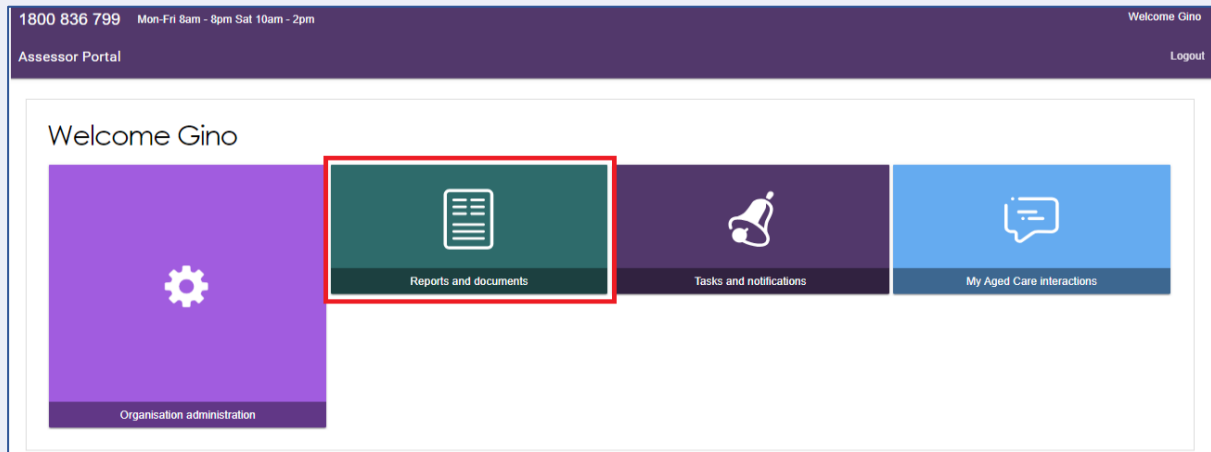 1800 836 799 Mon-Fri 8am - 8pm Sat 10am - 2pm
Welcome Gino
Assessor Portal
Logout
Welcome Gino
Reports and documents
Tasks and notifications
My Aged Care interactions
Organisation administration